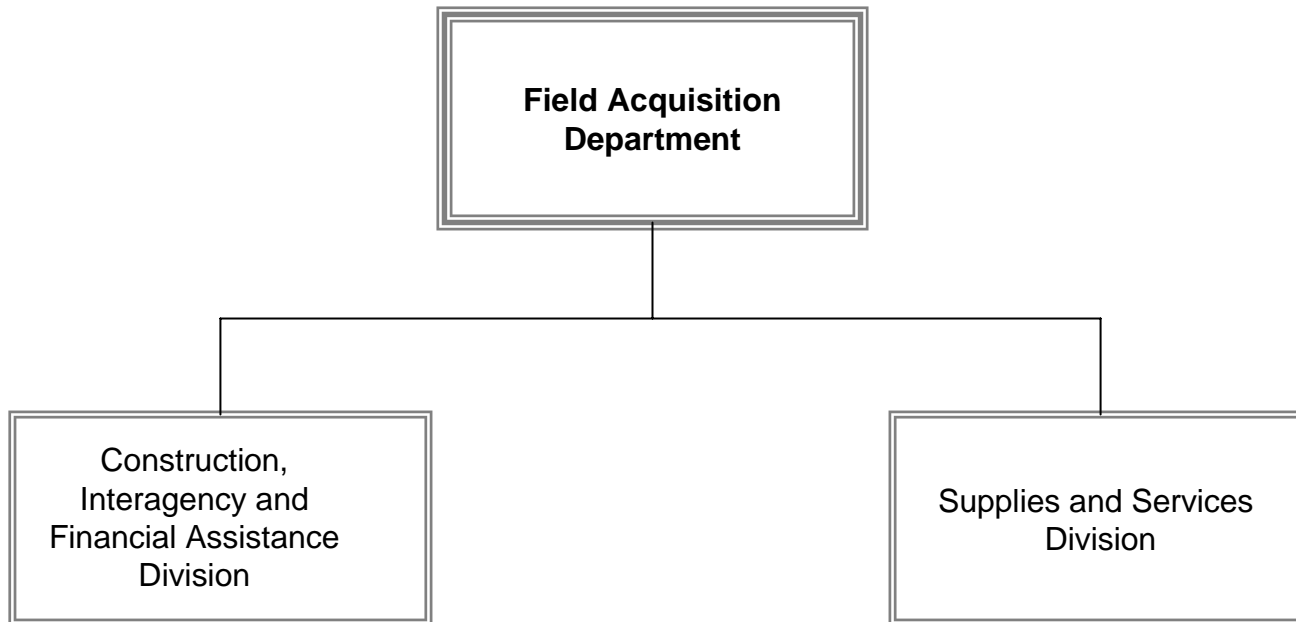 Field Acquisition
Department
Construction,
Interagency and
Financial Assistance
Division
Supplies and Services
Division